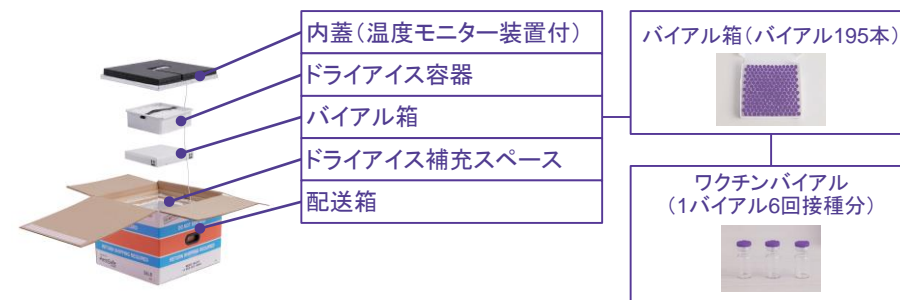 内蓋(温度モニター装置付)
ドライアイス容器
バイアル箱
ドライアイス補充スペース
配送箱
バイアル箱(バイアル195本)
ワクチンバイアル
(1バイアル6回接種分)